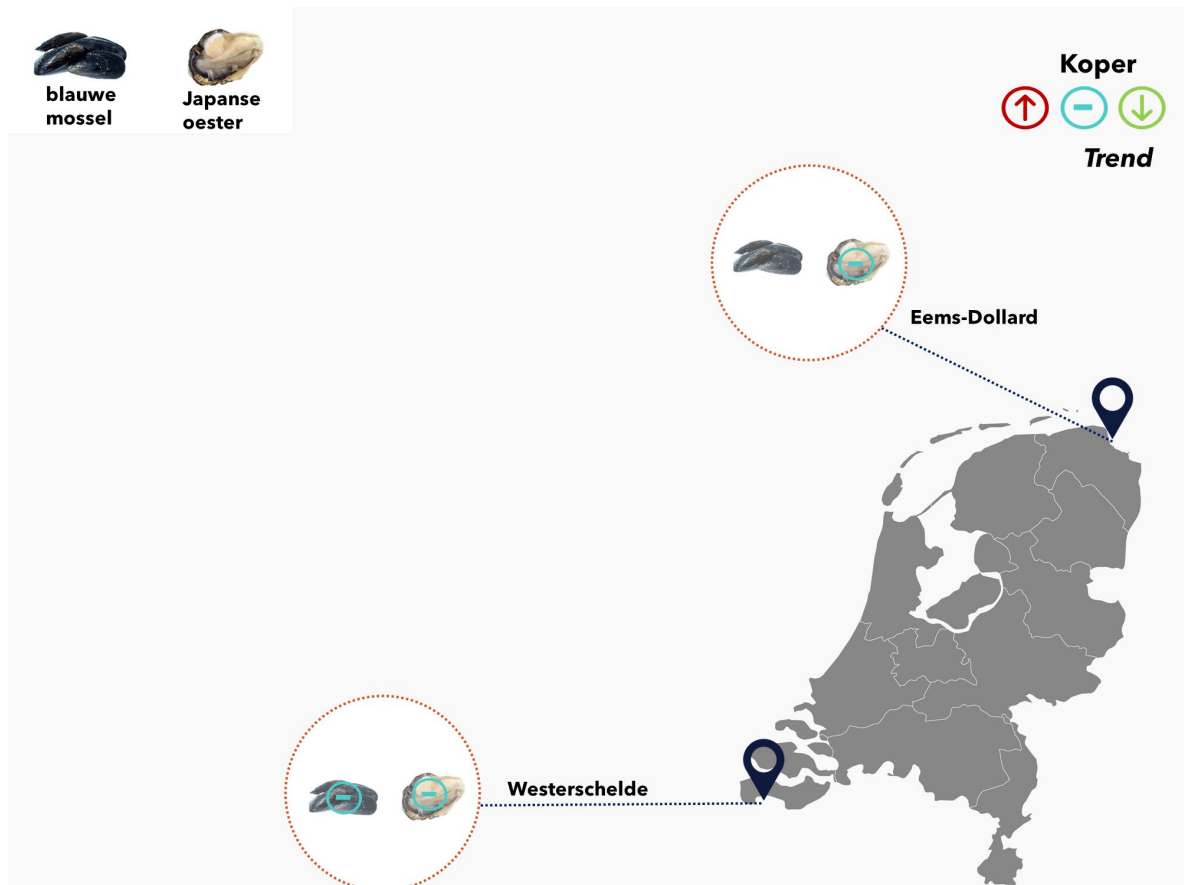 blauwe
mossel
Japanse
oester
Koper
Trend
Eems-Dollard
Westerschelde